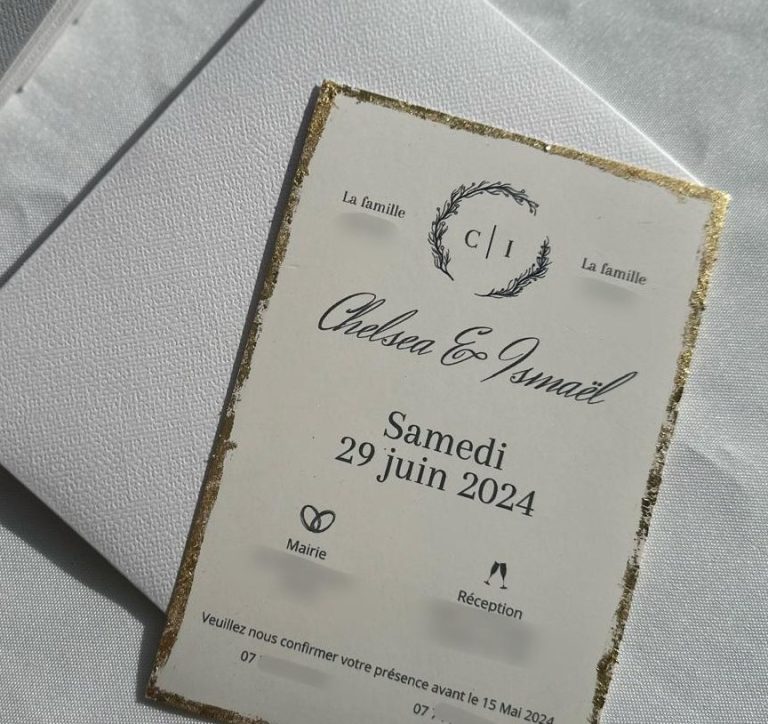 La famille
C | I
La famille
Chelsea & Ismaël
Samedi
29 juin 2024
Mairie
Réception
Veuillez nous confirmer votre présence avant le 15 Mai 2024
07
07